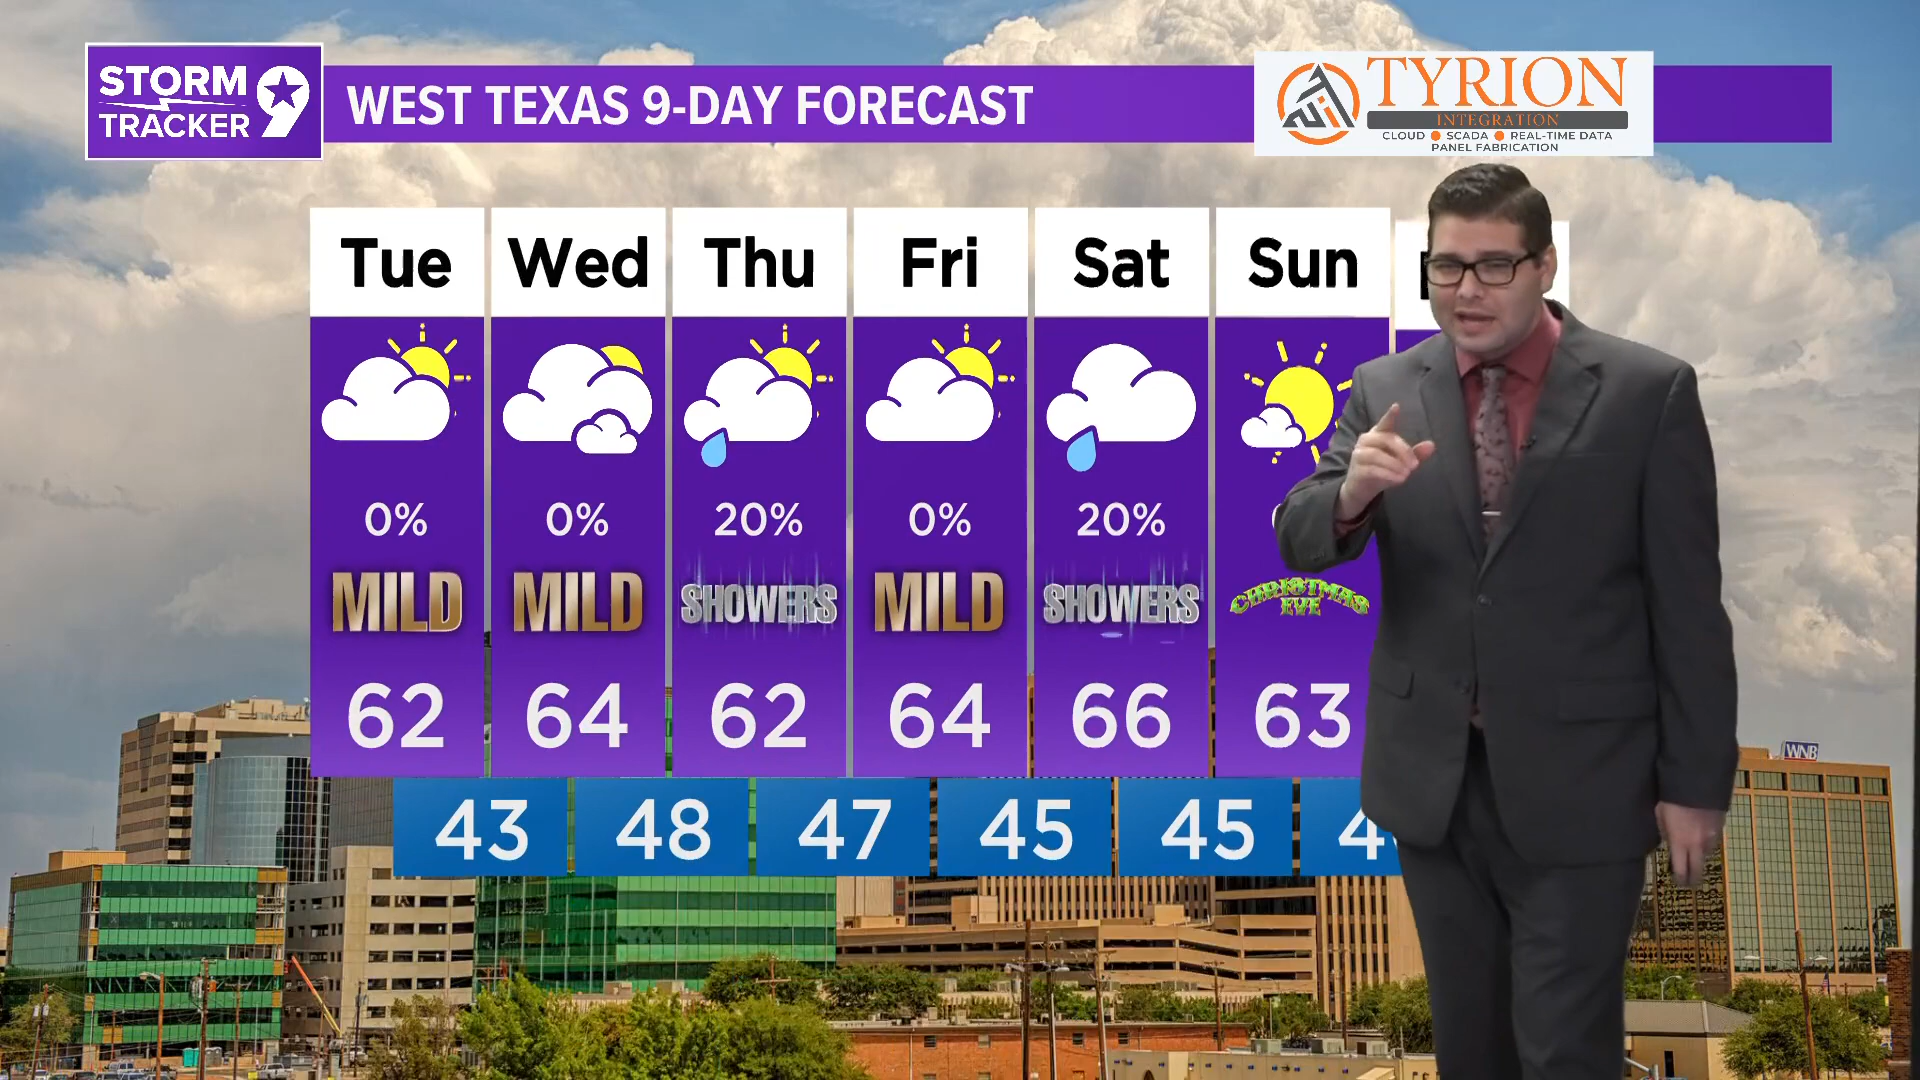 STORM
TRACKER 9
WEST TEXAS 9-DAY FORECAST
TYRION
INTEGRATION
CLOUD SCADA REAL-TIME DATA
PANEL FABRICATION
Tue Wed Thu Fri Sat Sun
0% 0% 20% 0% 20%
MILD MILD SHOWERS MILD SHOWERS CHRISTMAS
EVE
62 64 62 64 66 63
WNB
43 48 47 45 45